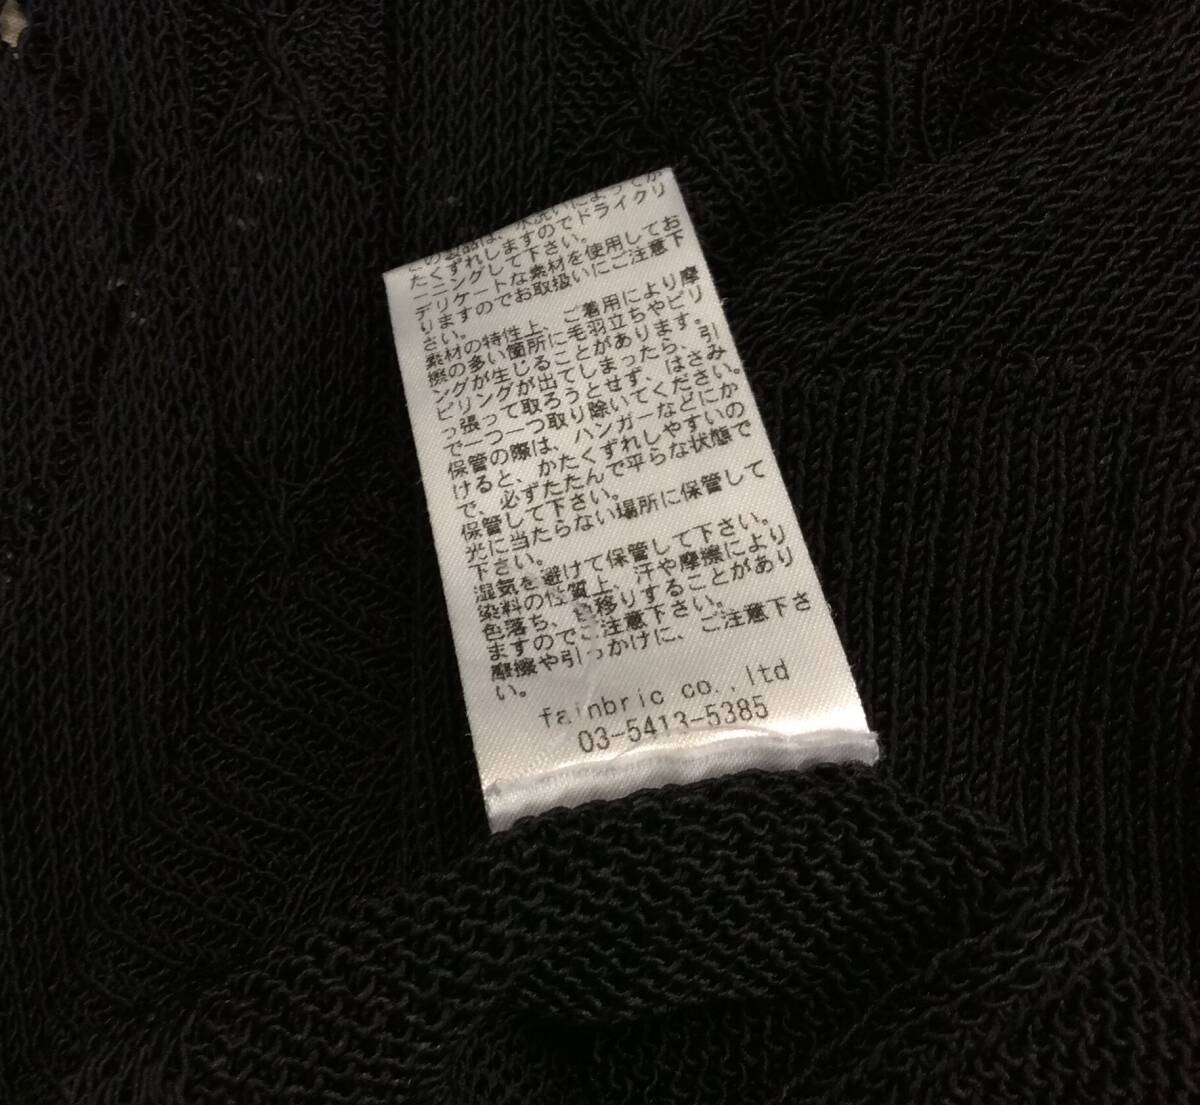 この製品は、水洗いによってか
たくずれしますのでドライクリ
ーニングして下さい。
デリケートな素材を使用してお
りますのでお取扱いにご注意下
さい。
素材の特性上、ご着用により摩
擦の多い箇所に毛羽立ちやピリ
ングが生じることがあります。
ピリングが出てしまったら、引
っ張って取ろうとせず、はさみ
で一つ一つ取り除いてください。
保管の際は、ハンガーなどにか
けると、かたくずれしやすいの
で、必ずたたんで平らな状態で
保管して下さい。
光に当たらない場所に保管して
下さい。
湿気を避けて保管して下さい。
染料の性質上、汗や摩擦により
色落ち、色移りすることがあり
ますのでご注意下さい。
摩擦や引っかけに、ご注意下さ
い。
fainbric co.,ltd
03-5413-5385